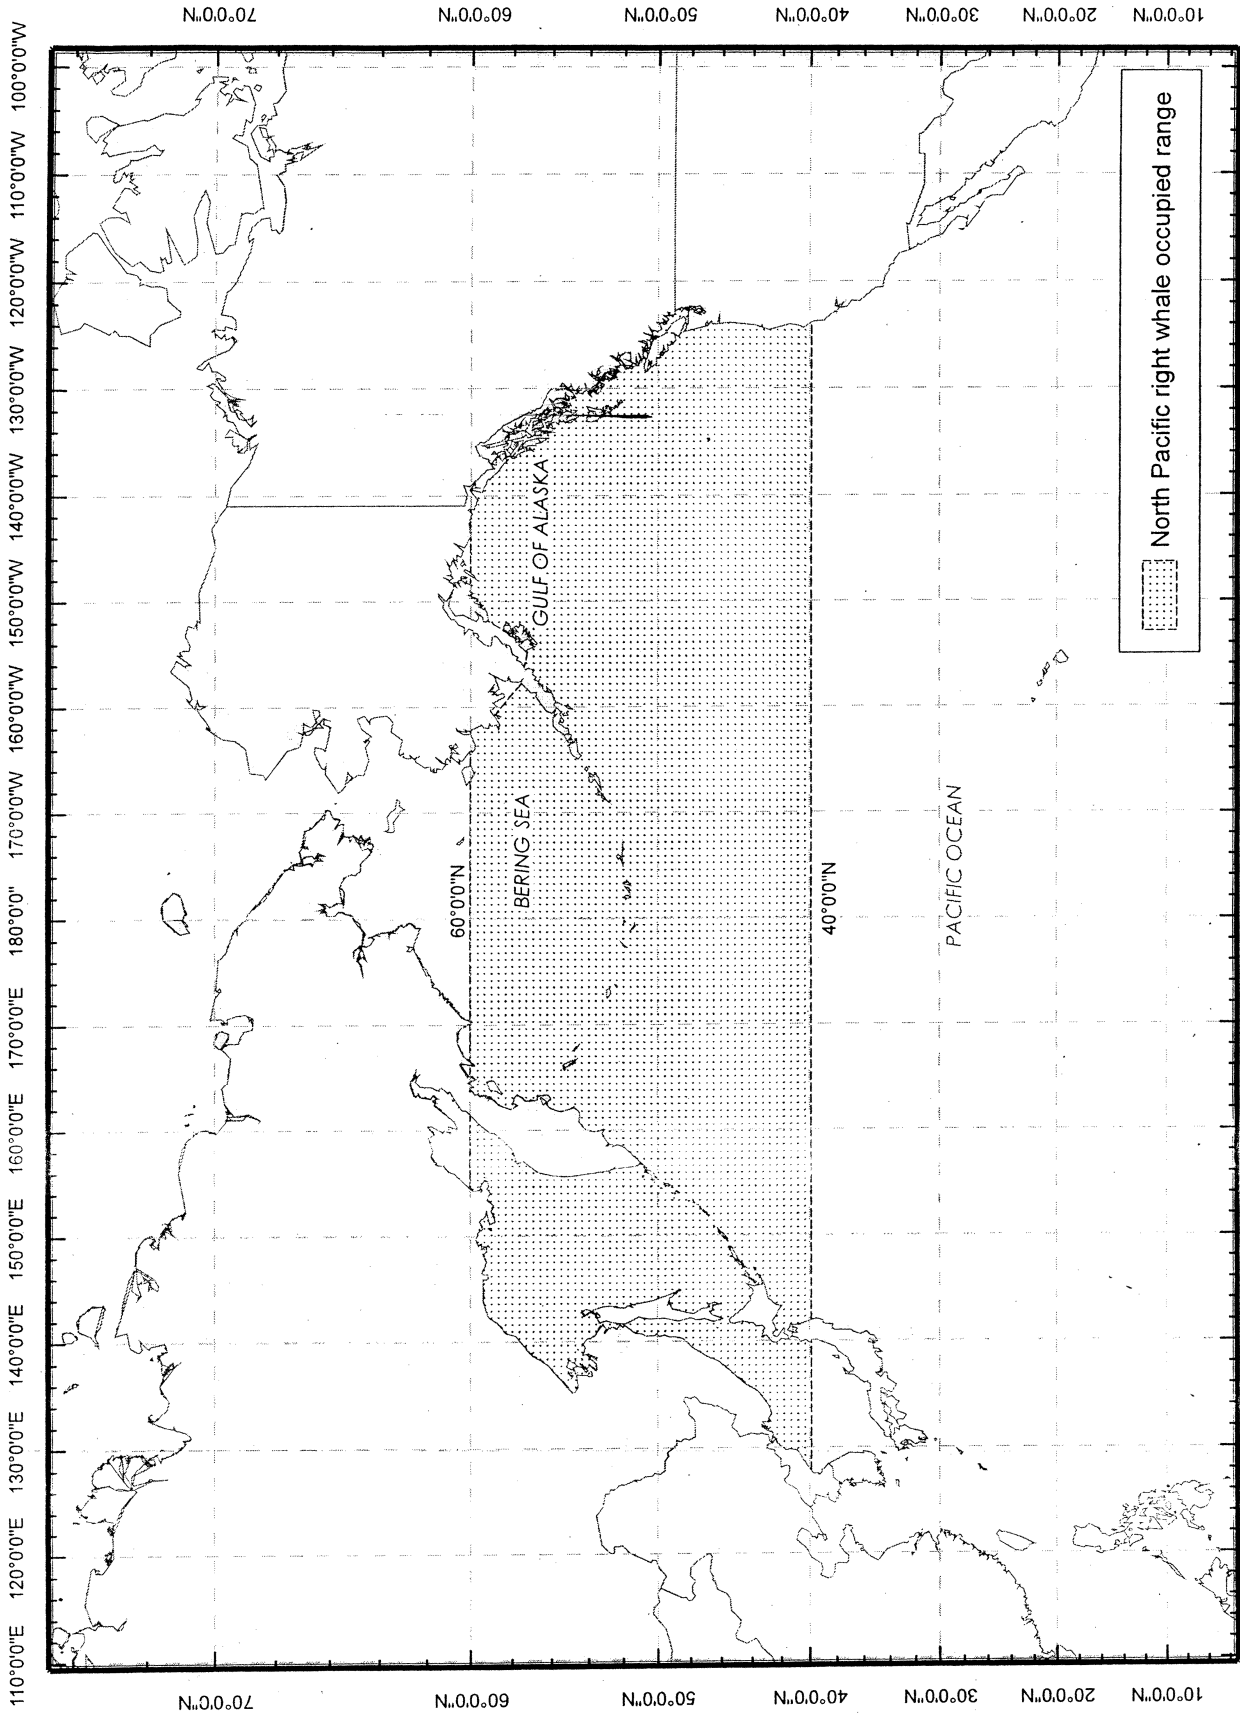 110°0'0"E 120°0'0"E 130°0'0"E 140°0'0"E 150°0'0"E 160°0'0"E 170°0'0"E 180°0'0" 170°0'0"W 160°0'0"W 150°0'0"W 140°0'0"W 130°0'0"W 120°0'0"W 110°0'0"W 100°0'0"W
70°0'0"N 70°0'0"N
60°0'0"N
60°0'0"N 60°0'0"N
BERING SEA
GULF OF ALASKA
50°0'0"N 50°0'0"N
40°0'0"N 40°0'0"N
40°0'0"N
30°0'0"N 30°0'0"N
PACIFIC OCEAN
20°0'0"N 20°0'0"N
10°0'0"N 10°0'0"N
North Pacific right whale occupied range